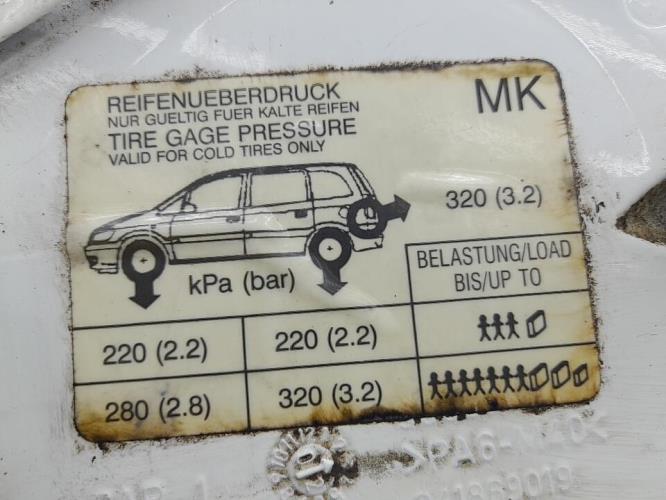 REIFENUEBERDRUCK
NUR GUELTIG FUER KALTE REIFEN
TIRE GAGE PRESSURE
VALID FOR COLD TIRES ONLY
MK
320 (3.2)
kPa (bar)
BELASTUNG/LOAD
BIS/UP TO
220 (2.2) 220 (2.2)
280 (2.8) 320 (3.2)